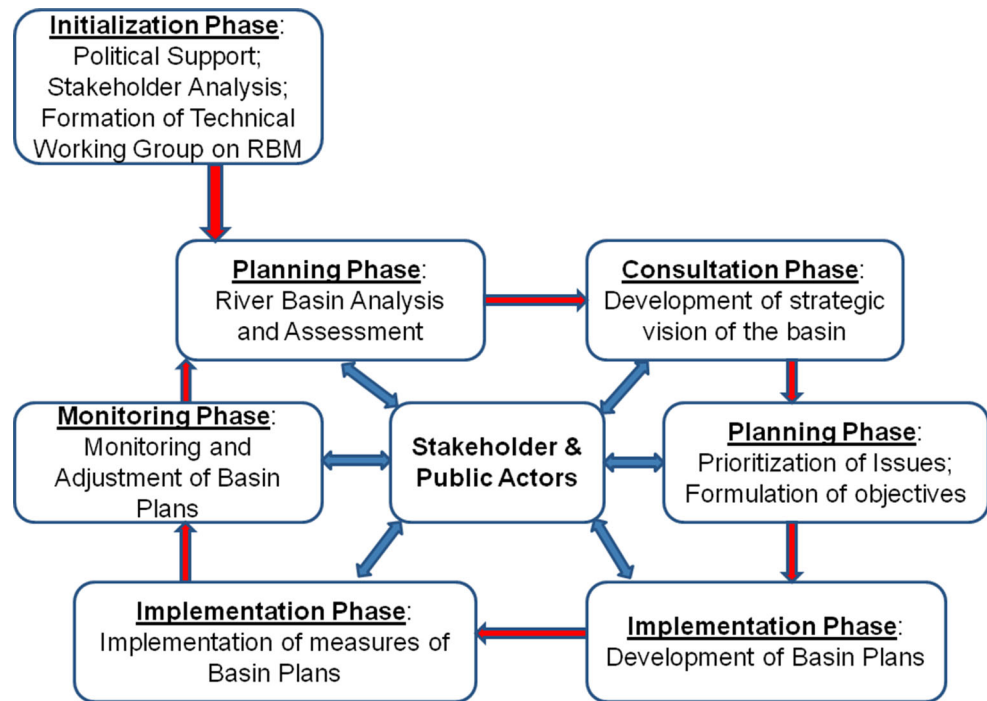 Initialization Phase:
Political Support;
Stakeholder Analysis;
Formation of Technical
Working Group on RBM
Planning Phase:
River Basin Analysis
and Assessment
Consultation Phase:
Development of strategic
vision of the basin
Monitoring Phase:
Monitoring and
Adjustment of Basin
Plans
Stakeholder &
Public Actors
Planning Phase:
Prioritization of Issues;
Formulation of objectives
Implementation Phase:
Implementation of measures of
Basin Plans
Implementation Phase:
Development of Basin Plans